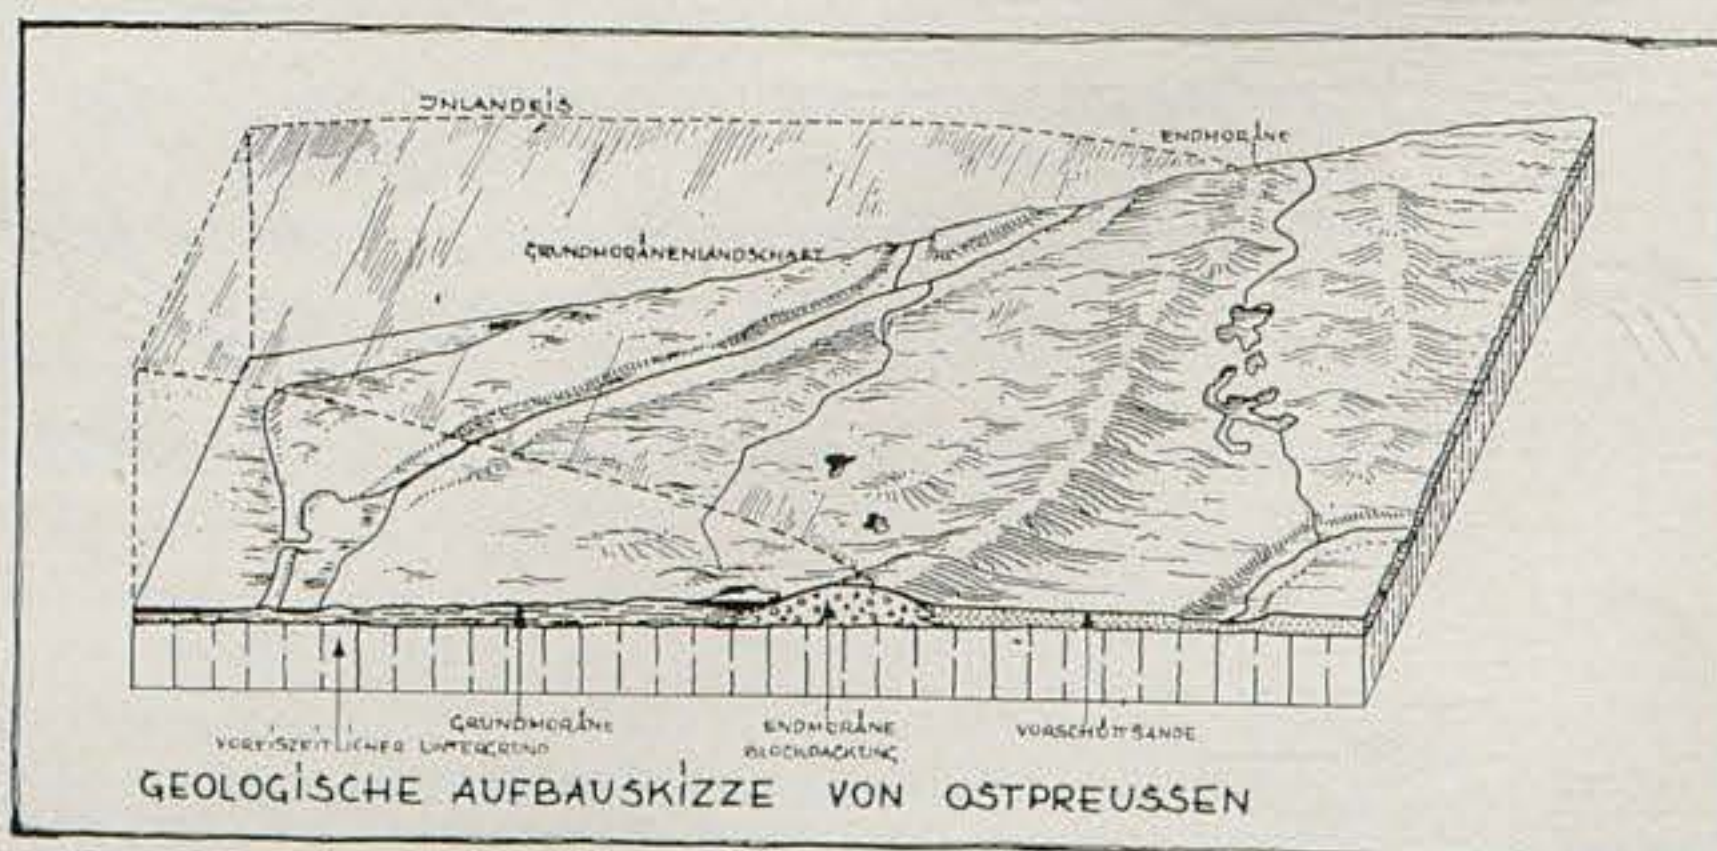 INLANDEIS
ENDMORÄNE
GRUNDMORÄNENLANDSCHAFT
GRUNDMORÄNE
ENDMORÄNE
VORSCHÜTTSANDE
VOREISZEITLICHER UNTERGRUND
BLOCKPACKUNG
GEOLOGISCHE AUFBAUSKIZZE VON OSTPREUSSEN